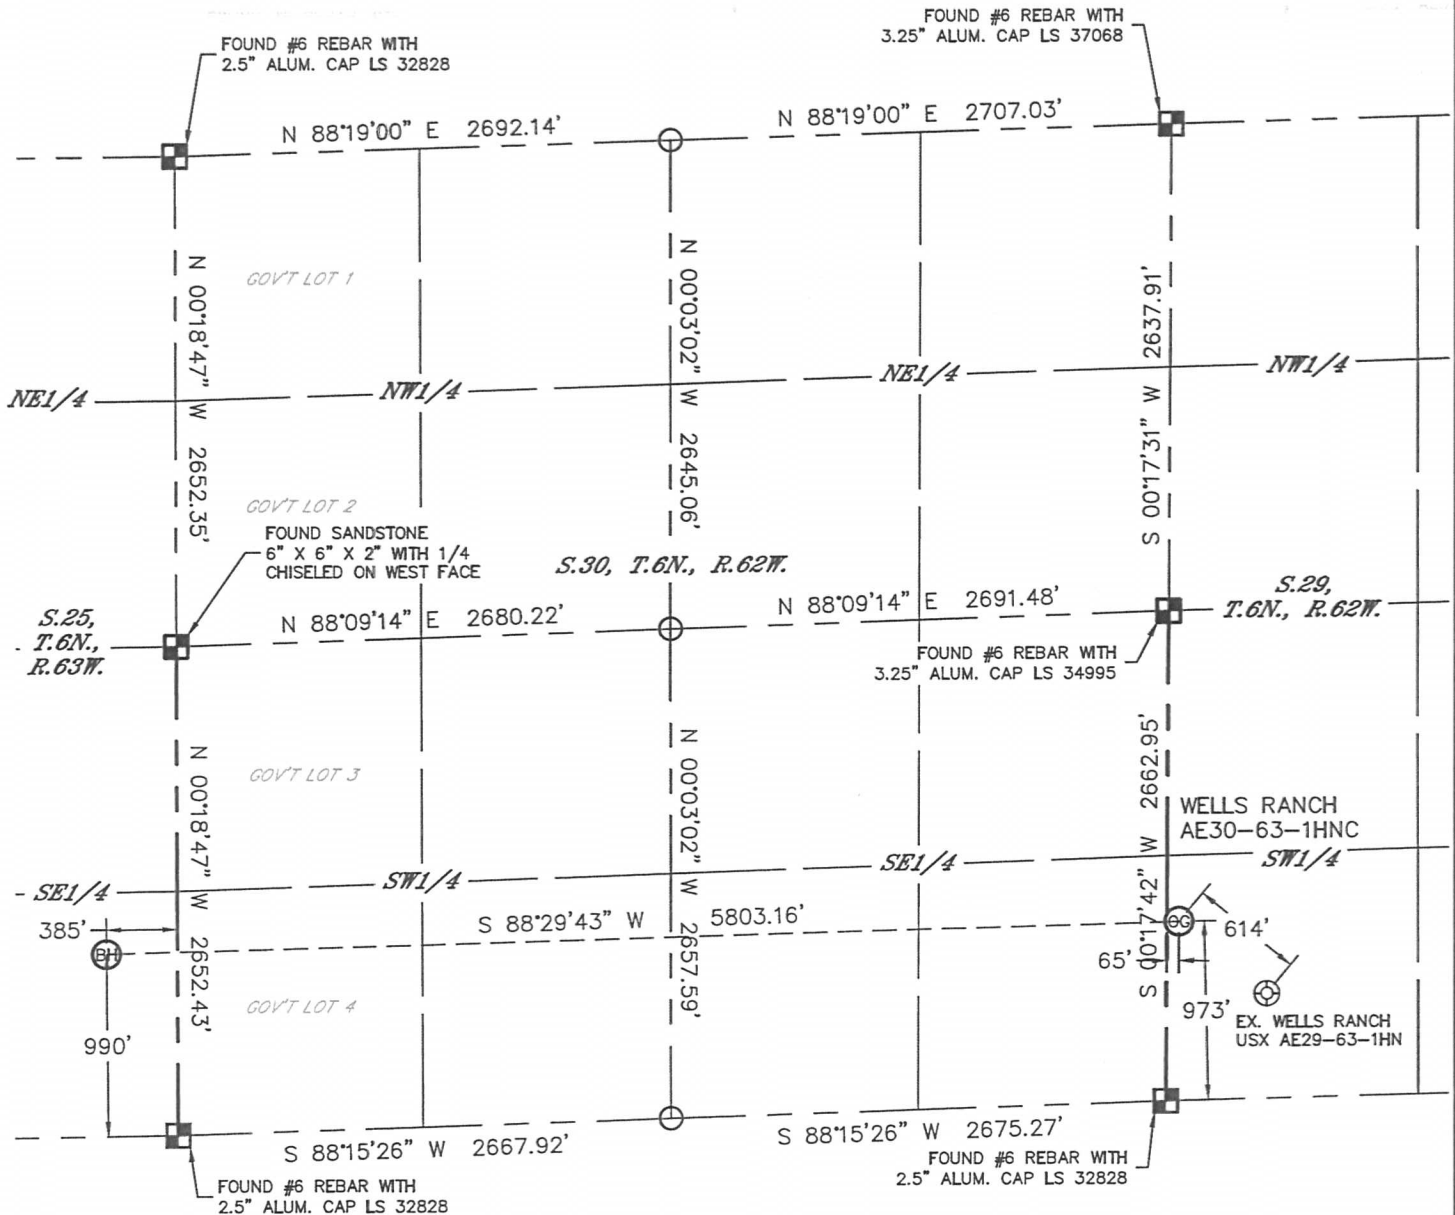 FOUND #6 REBAR WITH
3.25" ALUM. CAP LS 37068
FOUND #6 REBAR WITH
2.5" ALUM. CAP LS 32828
N 88°19'00" E 2692.14'
N 88°19'00" E 2707.03'
N 00°18'47" W 2652.35'
GOV'T LOT 1
N 00°03'02" W 2645.06'
S 00°17'31" W 2637.91'
NE1/4
NW1/4
NE1/4
NW1/4
GOV'T LOT 2
FOUND SANDSTONE
6" X 6" X 2" WITH 1/4
CHISELED ON WEST FACE
S.30, T.6N., R.62W.
S.25,
T.6N.,
R.63W.
N 88°09'14" E 2680.22'
N 88°09'14" E 2691.48'
S.29,
T.6N., R.62W.
FOUND #6 REBAR WITH
3.25" ALUM. CAP LS 34995
N 00°18'47" W 2652.43'
GOV'T LOT 3
N 00°03'02" W 2657.59'
S 00°17'42" W 2662.95'
WELLS RANCH
AE30-63-1HNC
SE1/4
SW1/4
SE1/4
SW1/4
385'
BH
S 88°29'43" W 5803.16'
OG
614'
65'
973'
GOV'T LOT 4
990'
EX. WELLS RANCH
USX AE29-63-1HN
S 88°15'26" W 2667.92'
S 88°15'26" W 2675.27'
FOUND #6 REBAR WITH
2.5" ALUM. CAP LS 32828
FOUND #6 REBAR WITH
2.5" ALUM. CAP LS 32828